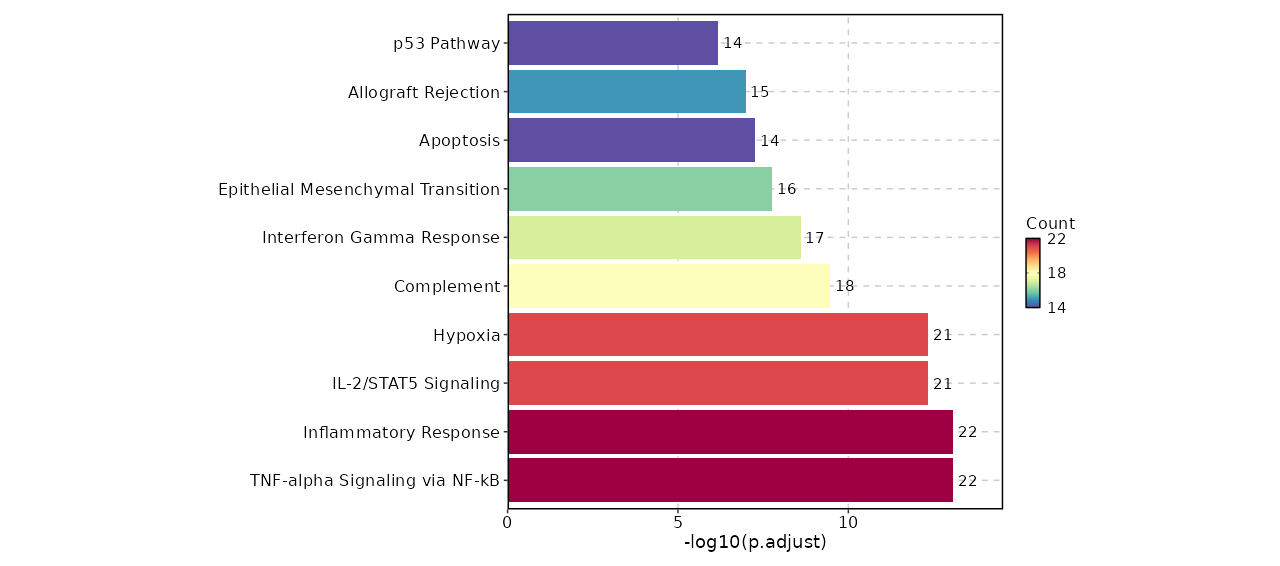 p53 Pathway 14
Allograft Rejection 15
Apoptosis 14
Epithelial Mesenchymal Transition 16
Interferon Gamma Response 17
Complement 18
Hypoxia 21
IL-2/STAT5 Signaling 21
Inflammatory Response 22
TNF-alpha Signaling via NF-kB 22
0 5 10
-log10(p.adjust)
Count
22
18
14